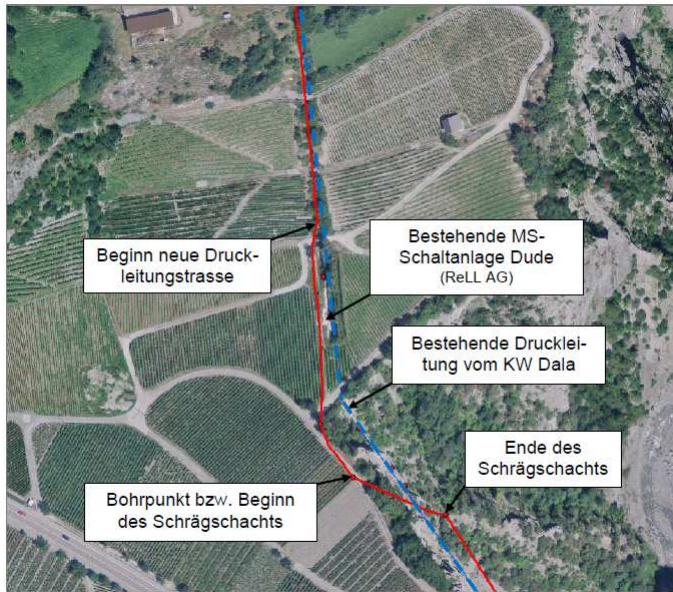 Beginn neue Druck-
leitungstrasse
Bestehende MS-
Schaltanlage Dude
(ReLL AG)
Bestehende Drucklei-
tung vom KW Dala
Ende des
Schrägschachts
Bohrpunkt bzw. Beginn
des Schrägschachts